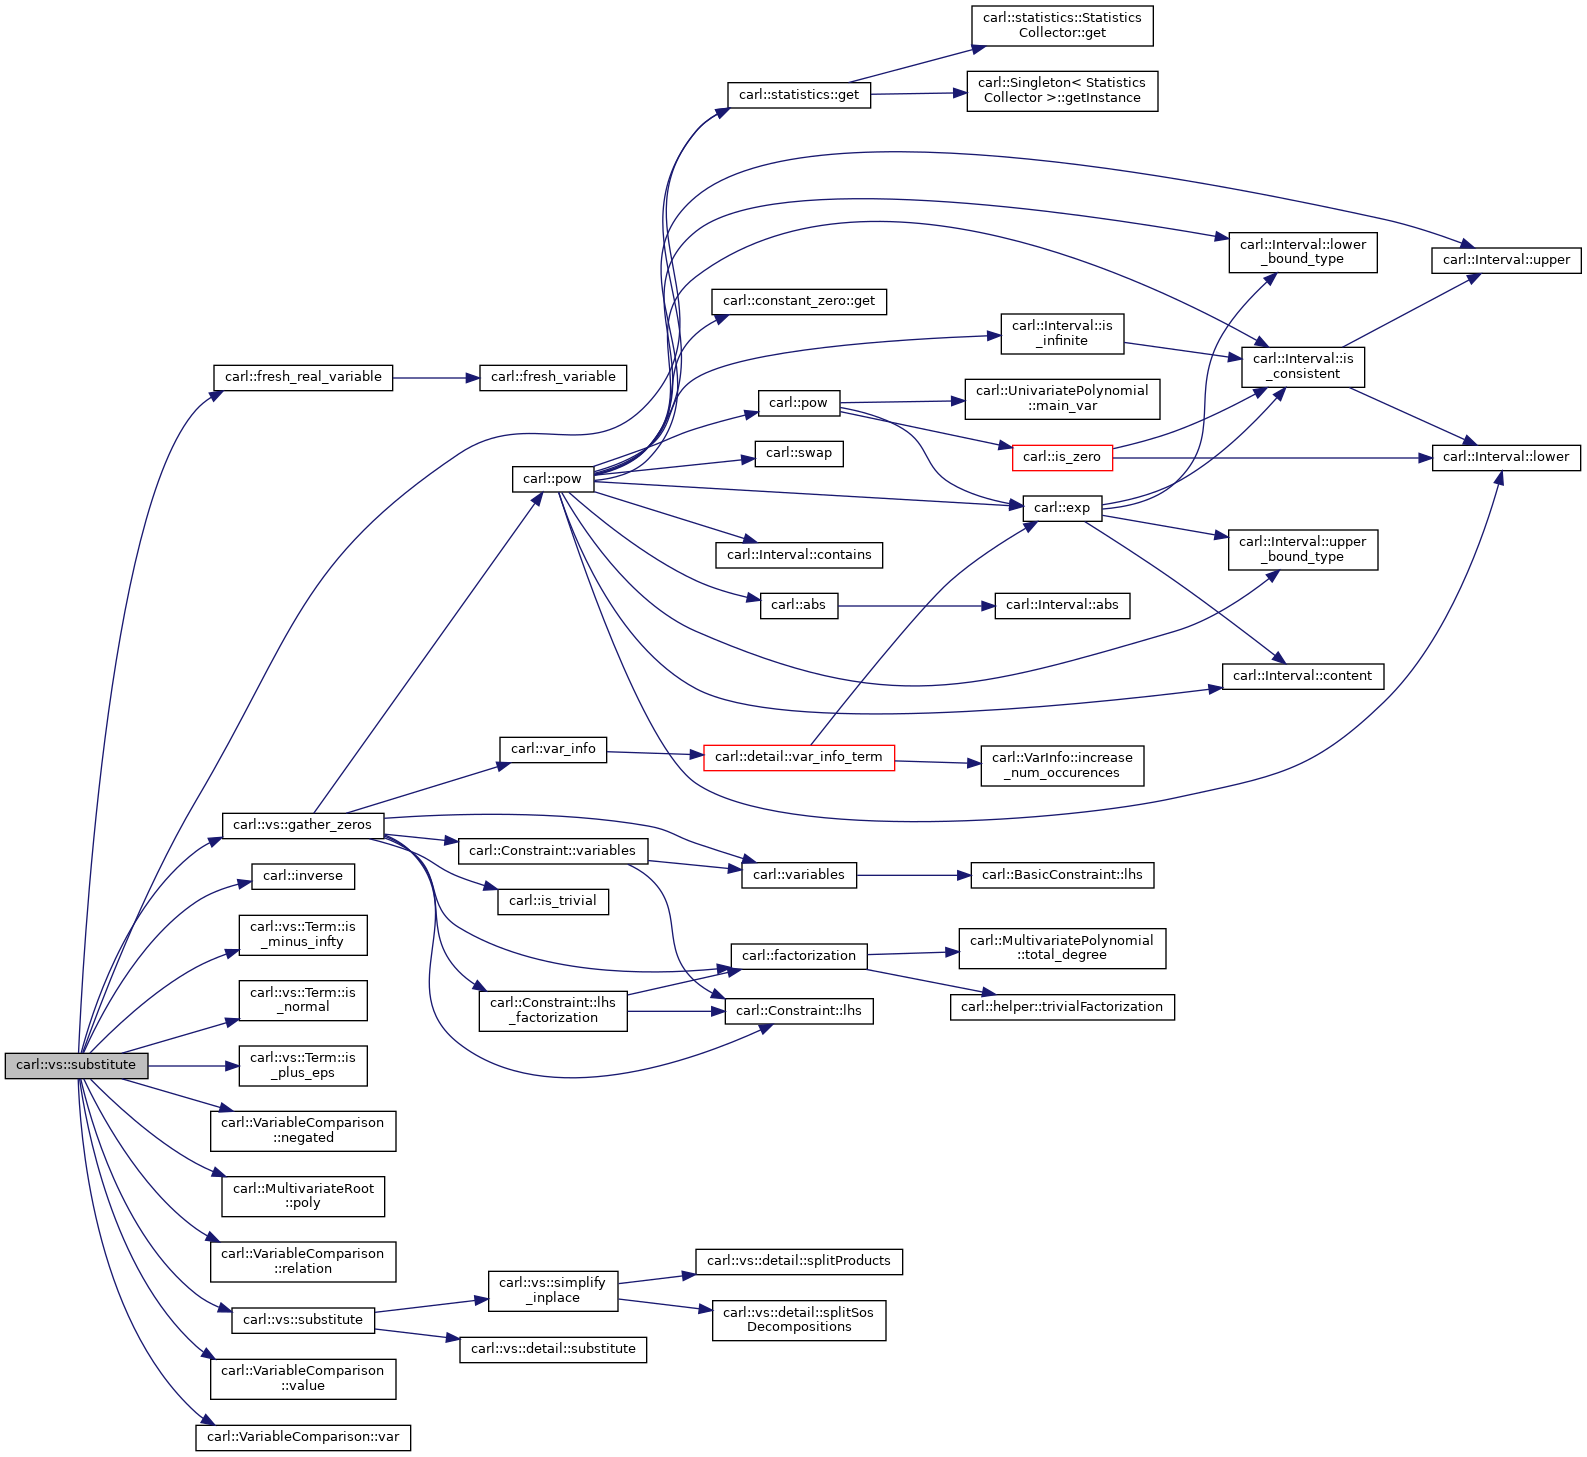 carl::statistics::Statistics
Collector::get
carl::Singleton< Statistics
Collector >::getInstance
carl::statistics::get
carl::Interval::lower
_bound_type
carl::Interval::upper
carl::constant_zero::get
carl::Interval::is
_infinite
carl::Interval::is
_consistent
carl::fresh_real_variable
carl::fresh_variable
carl::UnivariatePolynomial
::main_var
carl::pow
carl::swap
carl::is_zero
carl::Interval::lower
carl::pow
carl::exp
carl::Interval::contains
carl::Interval::upper
_bound_type
carl::abs
carl::Interval::abs
carl::Interval::content
carl::var_info
carl::detail::var_info_term
carl::VarInfo::increase
_num_occurences
carl::vs::gather_zeros
carl::Constraint::variables
carl::variables
carl::BasicConstraint::lhs
carl::inverse
carl::is_trivial
carl::vs::Term::is
_minus_infty
carl::factorization
carl::MultivariatePolynomial
::total_degree
carl::vs::Term::is
_normal
carl::Constraint::lhs
_factorization
carl::Constraint::lhs
carl::helper::trivialFactorization
carl::vs::substitute
carl::vs::Term::is
_plus_eps
carl::VariableComparison
::negated
carl::MultivariateRoot
::poly
carl::VariableComparison
::relation
carl::vs::substitute
carl::vs::simplify
_inplace
carl::vs::detail::splitProducts
carl::vs::detail::splitSos
Decompositions
carl::vs::detail::substitute
carl::VariableComparison
::value
carl::VariableComparison::var